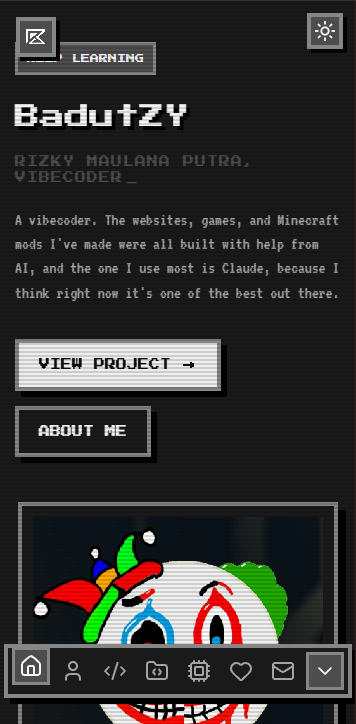 LEARNING
BadutZY
RIZKY MAULANA PUTRA,
VIBECODER_
A vibecoder. The websites, games, and Minecraft
mods I've made were all built with help from
AI, and the one I use most is Claude, because I
think right now it's one of the best out there.
VIEW PROJECT →
ABOUT ME